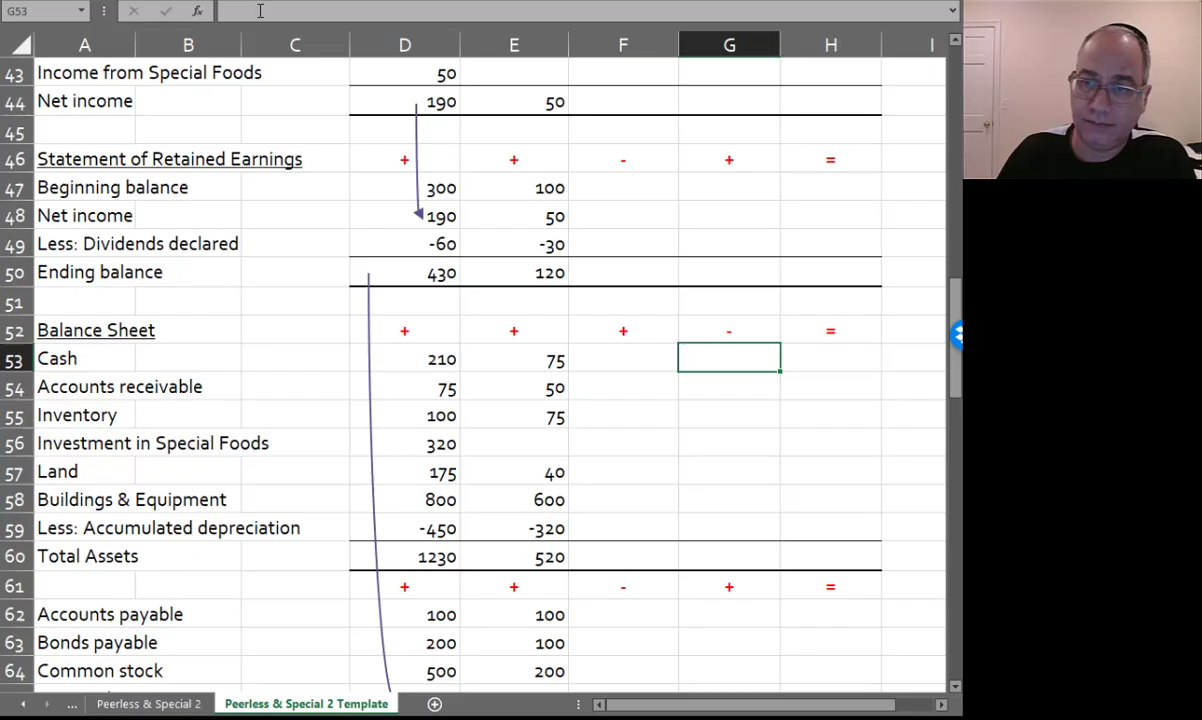 G53
fx
A B C D E F G H I
43 Income from Special Foods 50
44 Net income 190 50
45
46 Statement of Retained Earnings + + - + =
47 Beginning balance 300 100
48 Net income 190 50
49 Less: Dividends declared -60 -30
50 Ending balance 430 120
51
52 Balance Sheet + + + - =
53 Cash 210 75
54 Accounts receivable 75 50
55 Inventory 100 75
56 Investment in Special Foods 320
57 Land 175 40
58 Buildings & Equipment 800 600
59 Less: Accumulated depreciation -450 -320
60 Total Assets 1230 520
61 + + - + =
62 Accounts payable 100 100
63 Bonds payable 200 100
64 Common stock 500 200
... Peerless & Special 2 Peerless & Special 2 Template